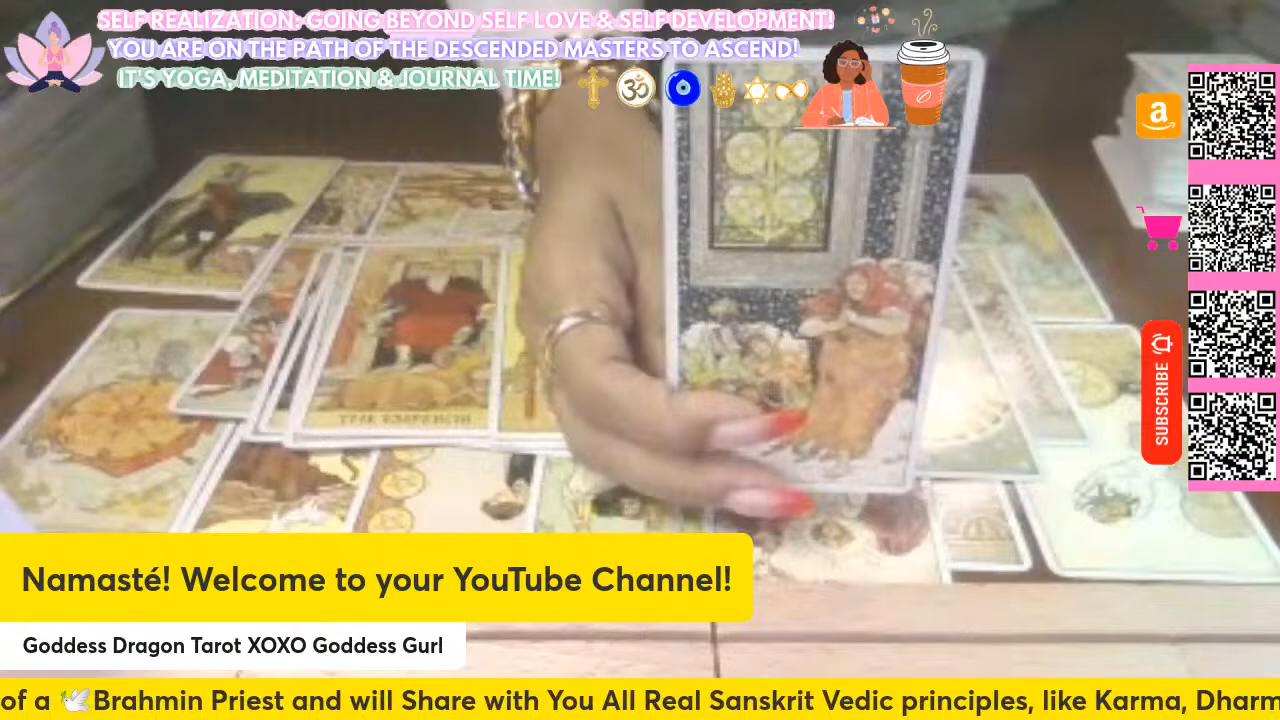 SELF REALIZATION: GOING BEYOND SELF LOVE & SELF DEVELOPMENT!
YOU ARE ON THE PATH OF THE DESCENDED MASTERS TO ASCEND!
IT'S YOGA, MEDITATION & JOURNAL TIME!
ॐ
a
SUBSCRIBE
THE EMPEROR
Namasté! Welcome to your YouTube Channel!
Goddess Dragon Tarot XOXO Goddess Gurl
of a 🕊️Brahmin Priest and will Share with You All Real Sanskrit Vedic principles, like Karma, Dharm